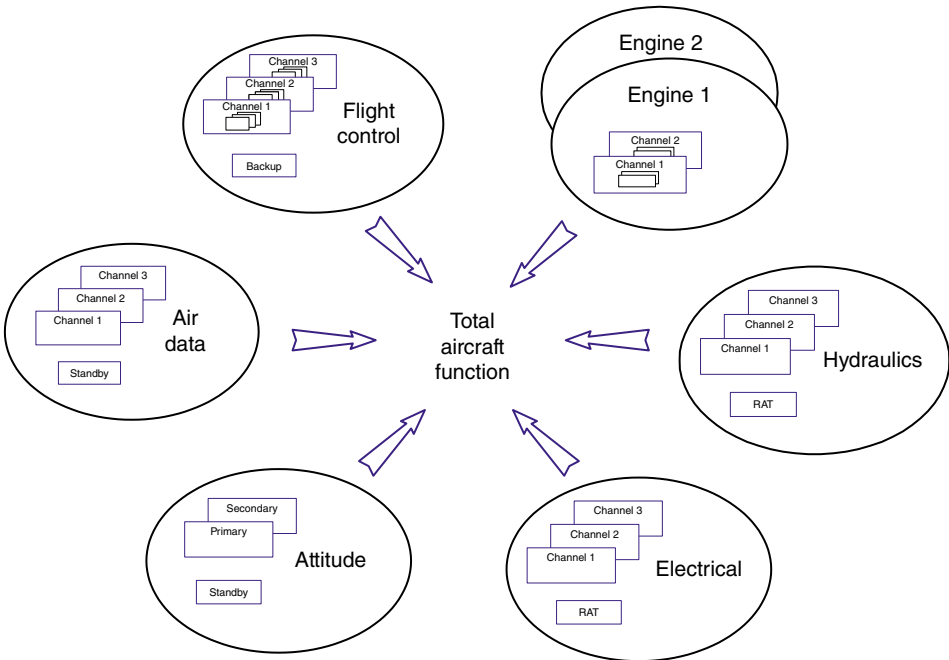 Channel 3
Channel 2
Channel 1
Flight
control
Backup
Engine 2
Engine 1
Channel 2
Channel 1
Channel 3
Channel 2
Channel 1
Air
data
Standby
Total
aircraft
function
Channel 3
Channel 2
Channel 1
Hydraulics
RAT
Secondary
Primary
Attitude
Standby
Channel 3
Channel 2
Channel 1
Electrical
RAT